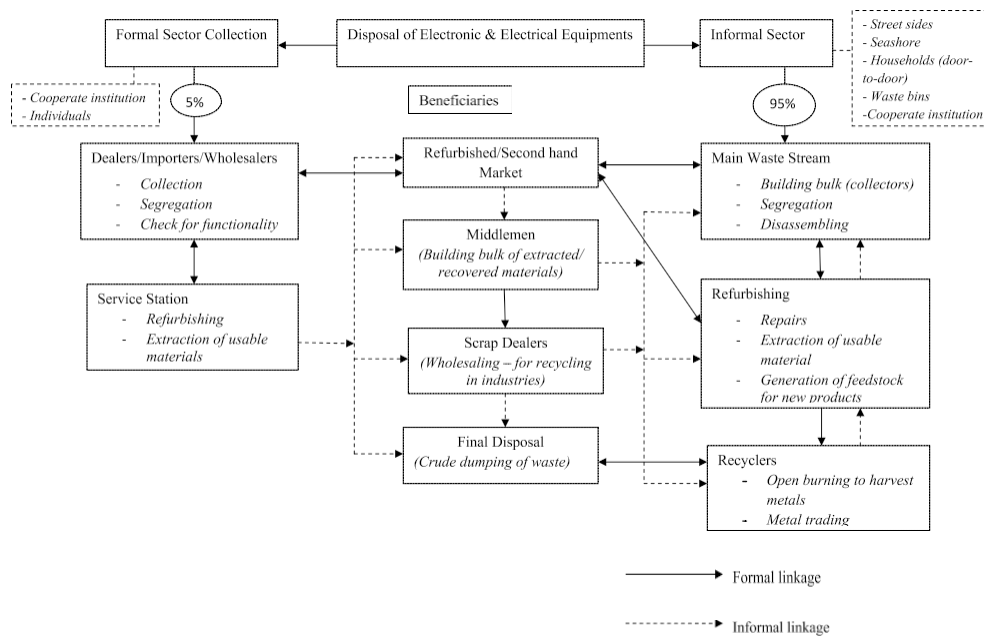 Formal Sector Collection
Disposal of Electronic & Electrical Equipments
Informal Sector
- Street sides
- Seashore
- Households (door-
to-door)
- Waste bins
-Cooperate institution
- Cooperate institution
- Individuals
5%
Beneficiaries
95%
Dealers/Importers/Wholesalers
- Collection
- Segregation
- Check for functionality
Refurbished/Second hand
Market
Main Waste Stream
- Building bulk (collectors)
- Segregation
- Disassembling
Middlemen
(Building bulk of extracted/
recovered materials)
Service Station
- Refurbishing
- Extraction of usable
materials
Refurbishing
- Repairs
- Extraction of usable
material
- Generation of feedstock
for new products
Scrap Dealers
(Wholesaling – for recycling
in industries)
Final Disposal
(Crude dumping of waste)
Recyclers
- Open burning to harvest
metals
- Metal trading
Formal linkage
Informal linkage